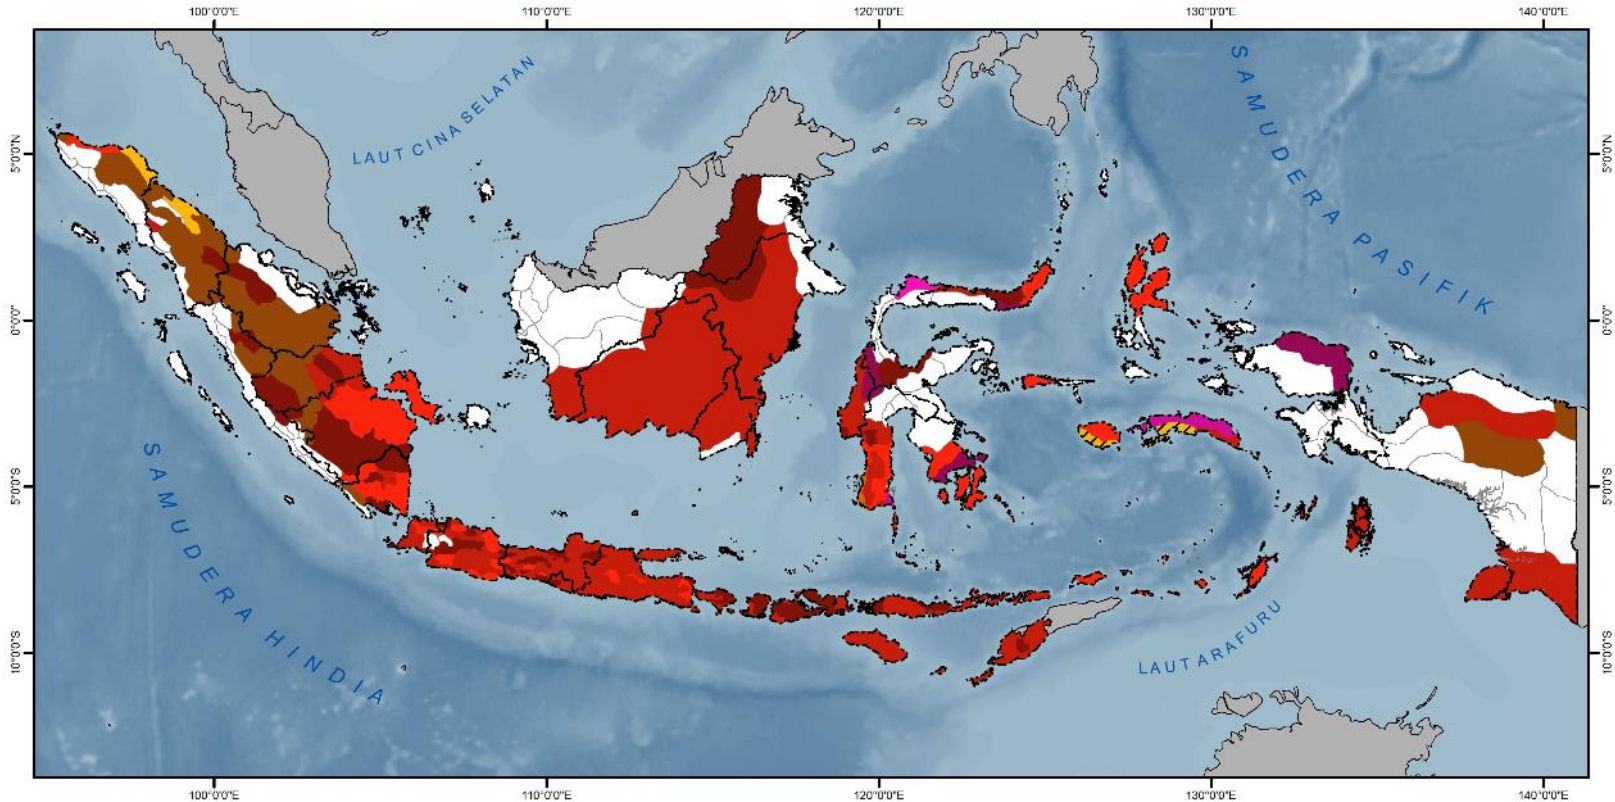 100°0'0"E
110°0'0"E
120°0'0"E
130°0'0"E
140°0'0"E
5°0'0"N
0°0'0"
5°0'0"S
10°0'0"S
LAUT CINA SELATAN
SAMUDERA PASIFIK
SAMUDERA HINDIA
LAUT ARAFURU
5°0'0"N
0°0'0"
5°0'0"S
10°0'0"S
100°0'0"E
110°0'0"E
120°0'0"E
130°0'0"E
140°0'0"E